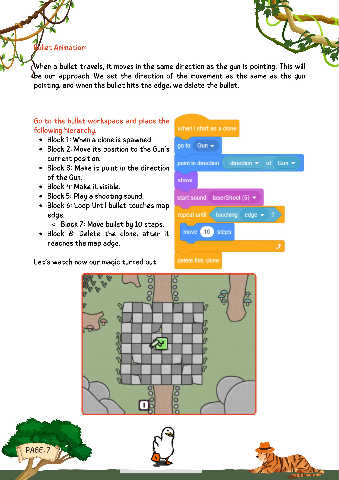 Bullet Animation
When a bullet travels, it moves in the same direction as the gun is pointing. This will
be our approach. We set the direction of the movement as the same as the gun
pointing, and when the bullet hits the edge, we delete the bullet.
Go to the bullet workspace and place the
following hierarchy.
• Block 1: When a clone is spawned
• Block 2: Move its position to the Gun's
current position.
• Block 3: Make it point in the direction
of the Gun.
• Block 4: Make it visible.
• Block 5: Play a shooting sound.
• Block 6: Loop Until bullet touches map
edge.
○ Block 7: Move bullet by 10 steps.
• Block 8: Delete the clone, after it
reaches the map edge.
Let's watch how our magic turned out
when I start as a clone
go to Gun
point in direction direction of Gun
show
start sound laserShoot (5)
repeat until touching edge ?
move 10 steps
delete this clone
1
PAGE-7